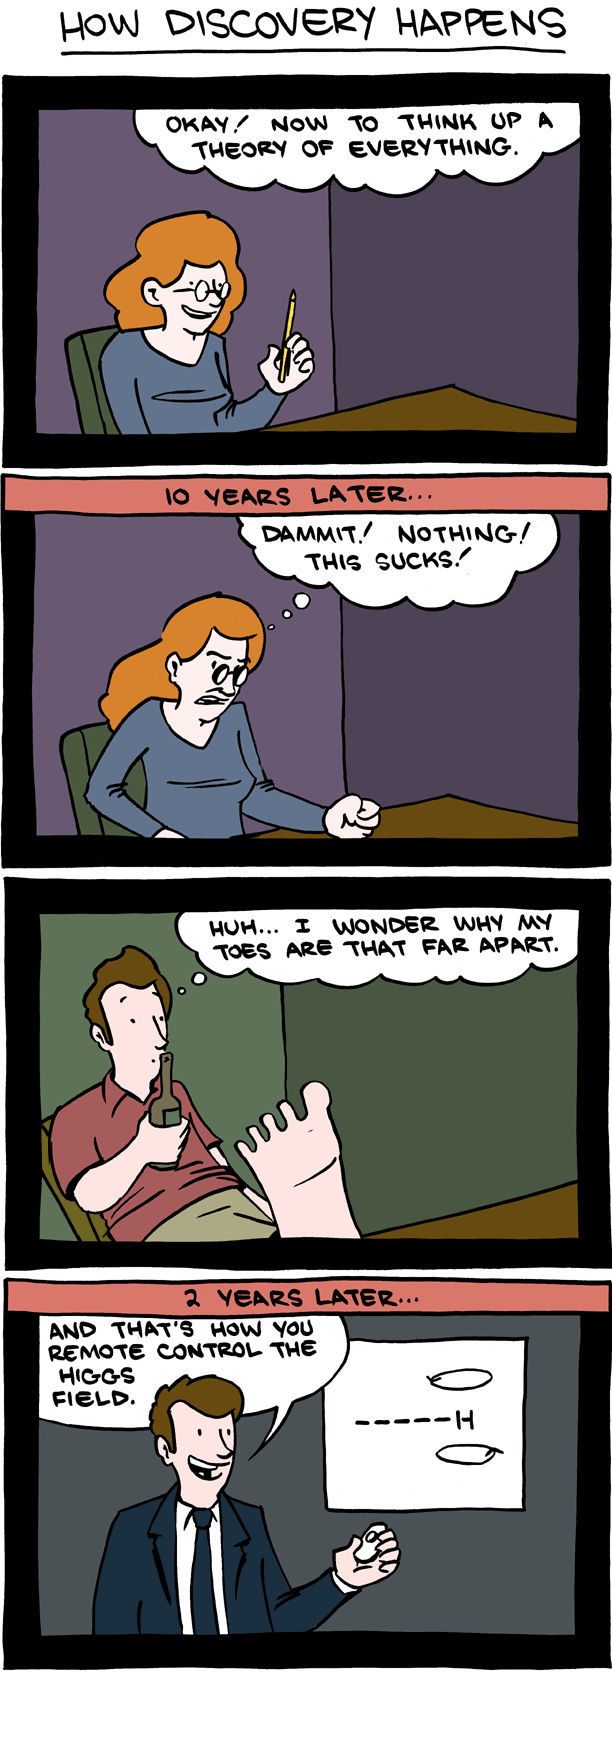 HOW DISCOVERY HAPPENS
OKAY! NOW TO THINK UP A
THEORY OF EVERYTHING.
10 YEARS LATER...
DAMMIT! NOTHING!
THIS SUCKS!
HUH... I WONDER WHY MY
TOES ARE THAT FAR APART.
2 YEARS LATER...
AND THAT'S HOW YOU
REMOTE CONTROL THE
HIGGS
FIELD.
-----H